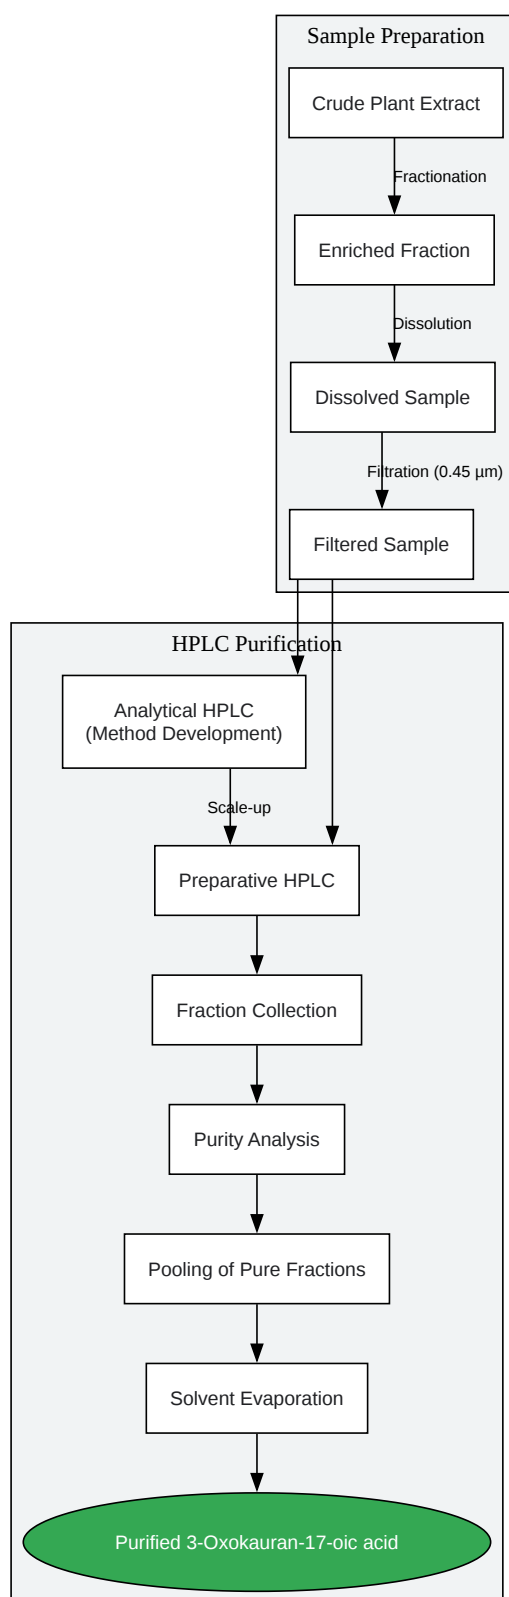 Sample Preparation
Crude Plant Extract
Fractionation
Enriched Fraction
Dissolution
Dissolved Sample
Filtration (0.45 µm)
Filtered Sample
HPLC Purification
Analytical HPLC
(Method Development)
Scale-up
Preparative HPLC
Fraction Collection
Purity Analysis
Pooling of Pure Fractions
Solvent Evaporation
Purified 3-Oxokauran-17-oic acid